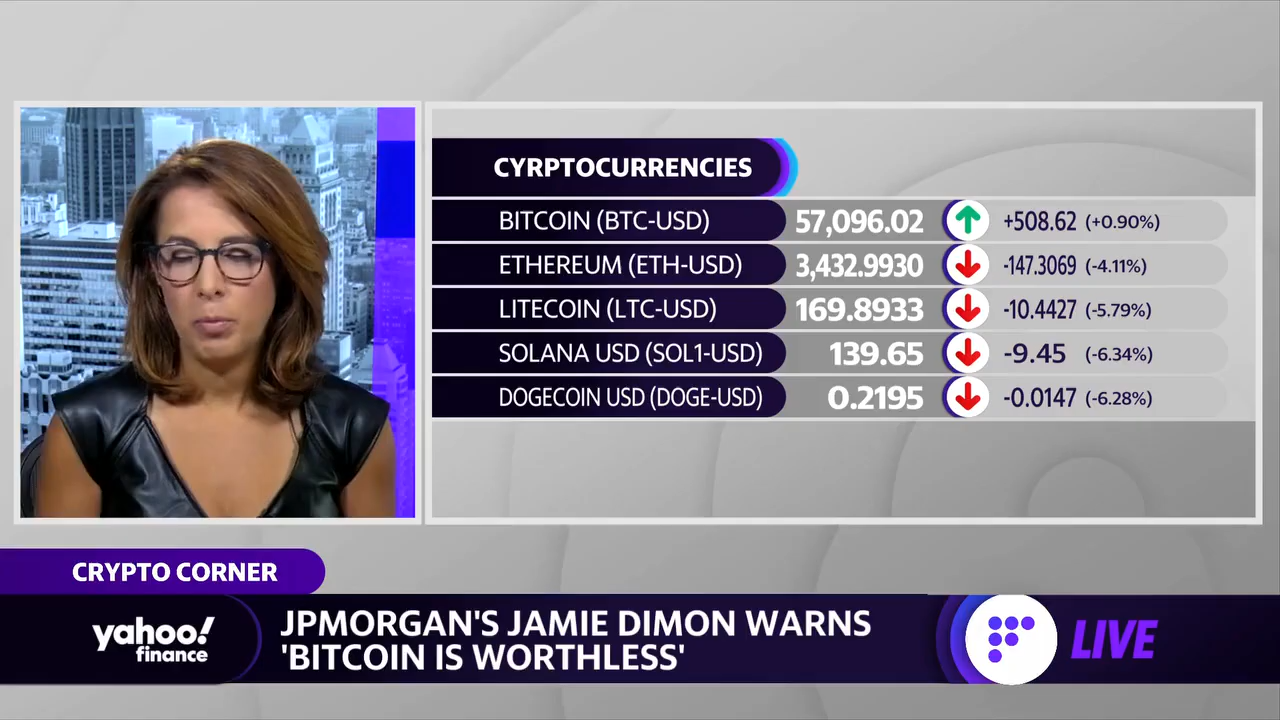 CYRPTOCURRENCIES
BITCOIN (BTC-USD) 57,096.02 +508.62 (+0.90%)
ETHEREUM (ETH-USD) 3,432.9930 -147.3069 (-4.11%)
LITECOIN (LTC-USD) 169.8933 -10.4427 (-5.79%)
SOLANA USD (SOL1-USD) 139.65 -9.45 (-6.34%)
DOGECOIN USD (DOGE-USD) 0.2195 -0.0147 (-6.28%)
CRYPTO CORNER
yahoo!
finance
JPMORGAN'S JAMIE DIMON WARNS
'BITCOIN IS WORTHLESS'
LIVE